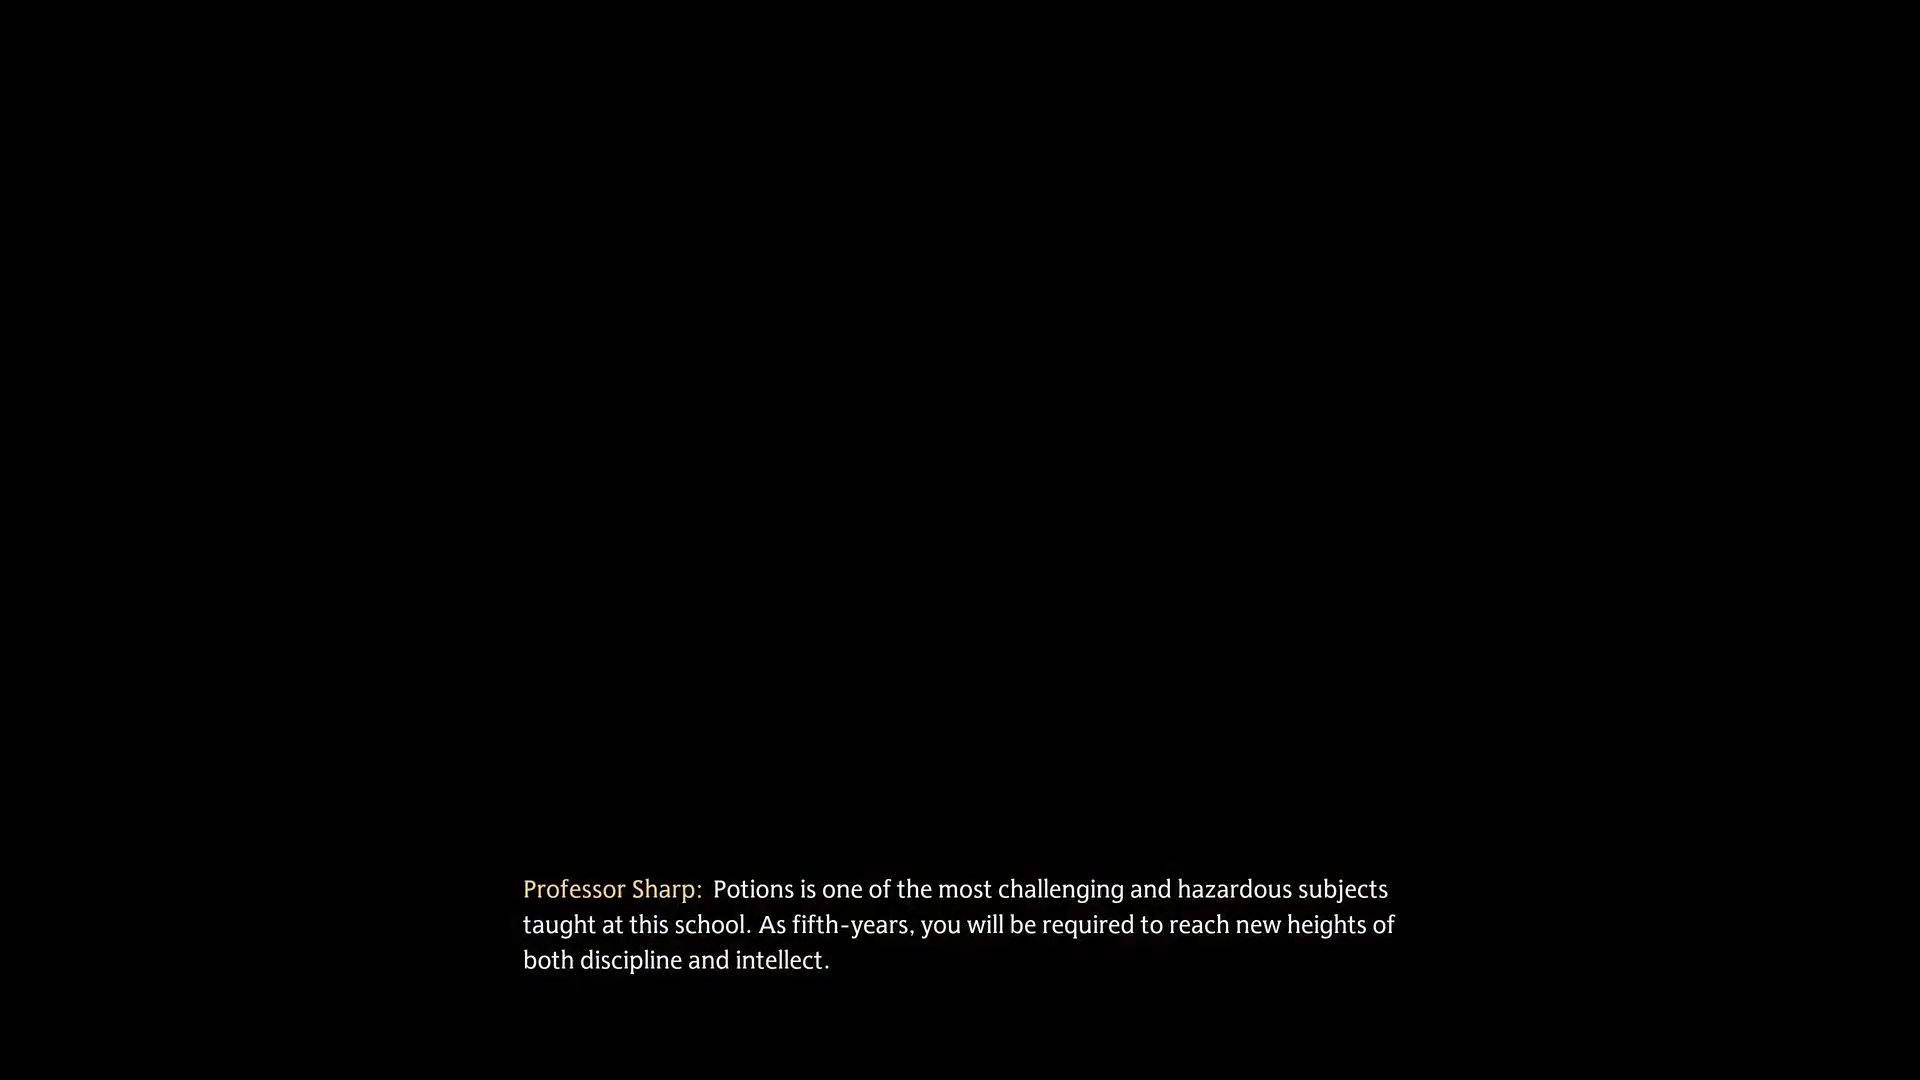 Professor Sharp: Potions is one of the most challenging and hazardous subjects
taught at this school. As fifth-years, you will be required to reach new heights of
both discipline and intellect.